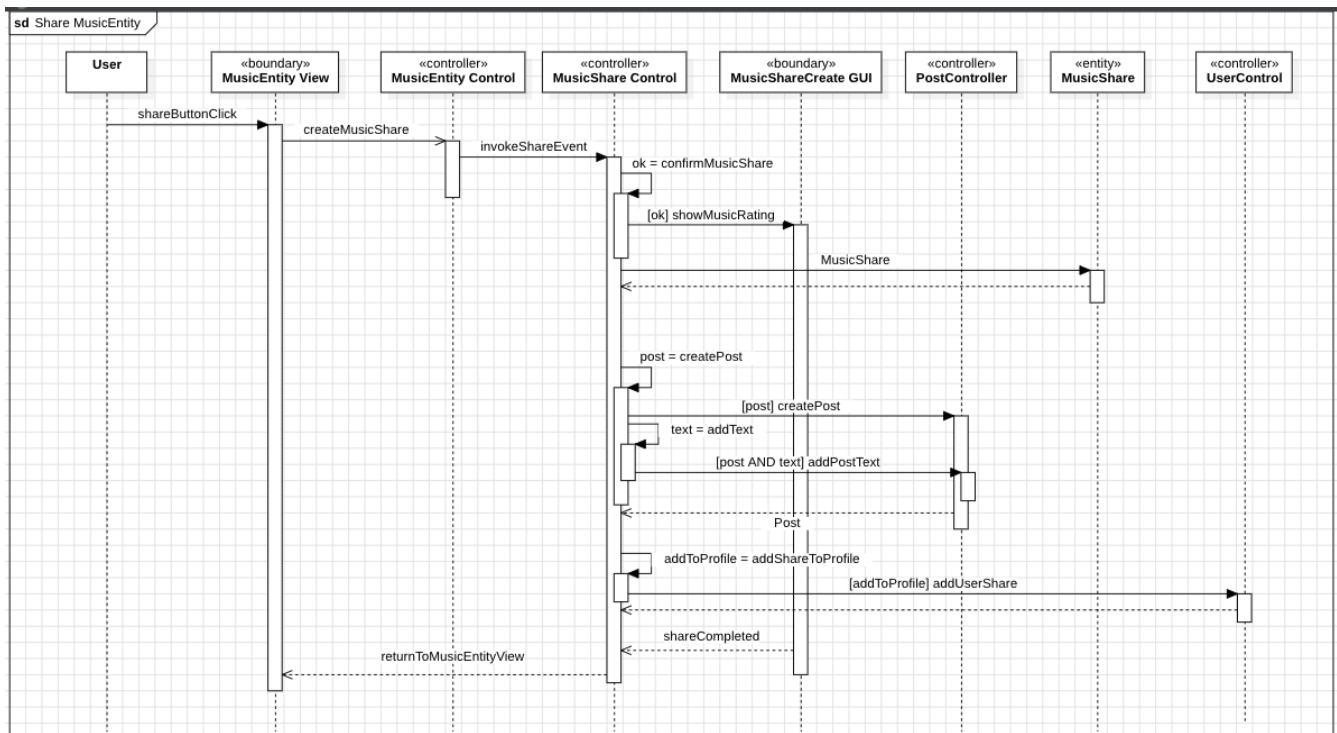 sd Share MusicEntity
User
«boundary»
MusicEntity View
«controller»
MusicEntity Control
«controller»
MusicShare Control
«boundary»
MusicShareCreate GUI
«controller»
PostController
«entity»
MusicShare
«controller»
UserControl
shareButtonClick
createMusicShare
invokeShareEvent
ok = confirmMusicShare
[ok] showMusicRating
MusicShare
post = createPost
[post] createPost
text = addText
[post AND text] addPostText
Post
addToProfile = addShareToProfile
[addToProfile] addUserShare
shareCompleted
returnToMusicEntityView